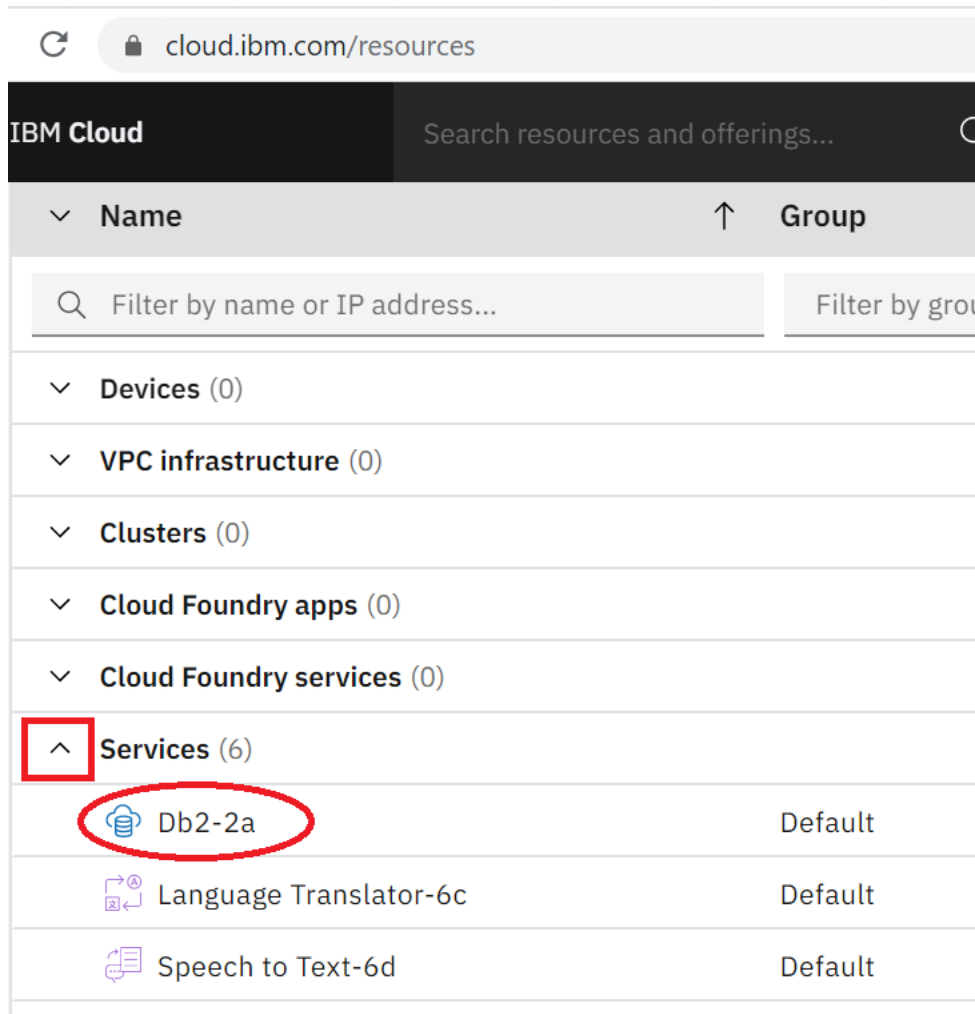 cloud.ibm.com/resources
IBM Cloud Search resources and offerings...
Name Group
Filter by name or IP address... Filter by grou
Devices (0)
VPC infrastructure (0)
Clusters (0)
Cloud Foundry apps (0)
Cloud Foundry services (0)
Services (6)
Db2-2a Default
Language Translator-6c Default
Speech to Text-6d Default